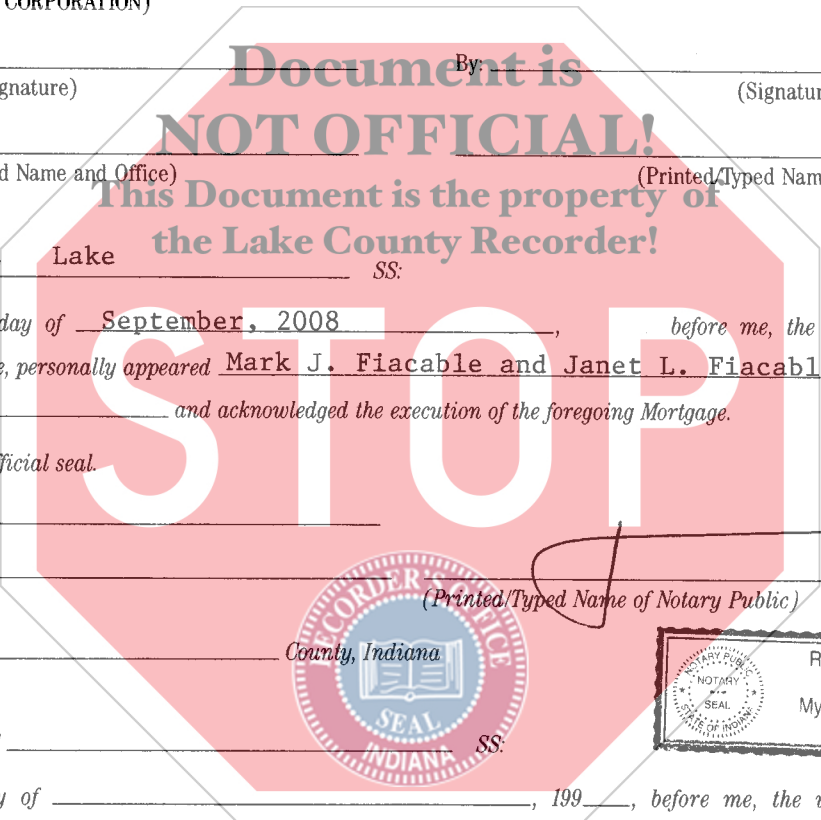 CORPORATION)
Document is
By:
gnature) (Signatur
NOT OFFICIAL!
d Name and Office) (Printed/Typed Nam
This Document is the property of
the Lake County Recorder!
Lake SS:
day of September, 2008, before me, the
e, personally appeared Mark J. Fiacable and Janet L. Fiacabl
and acknowledged the execution of the foregoing Mortgage.
STOP
ficial seal.
(Printed/Typed Name of Notary Public)
RECORDER'S OFFICE
SEAL
INDIANA
County, Indiana
NOTARY PUBLIC
NOTARY
SEAL
STATE OF INDIANA
R
My
SS:
y of , 199 , before me, the u